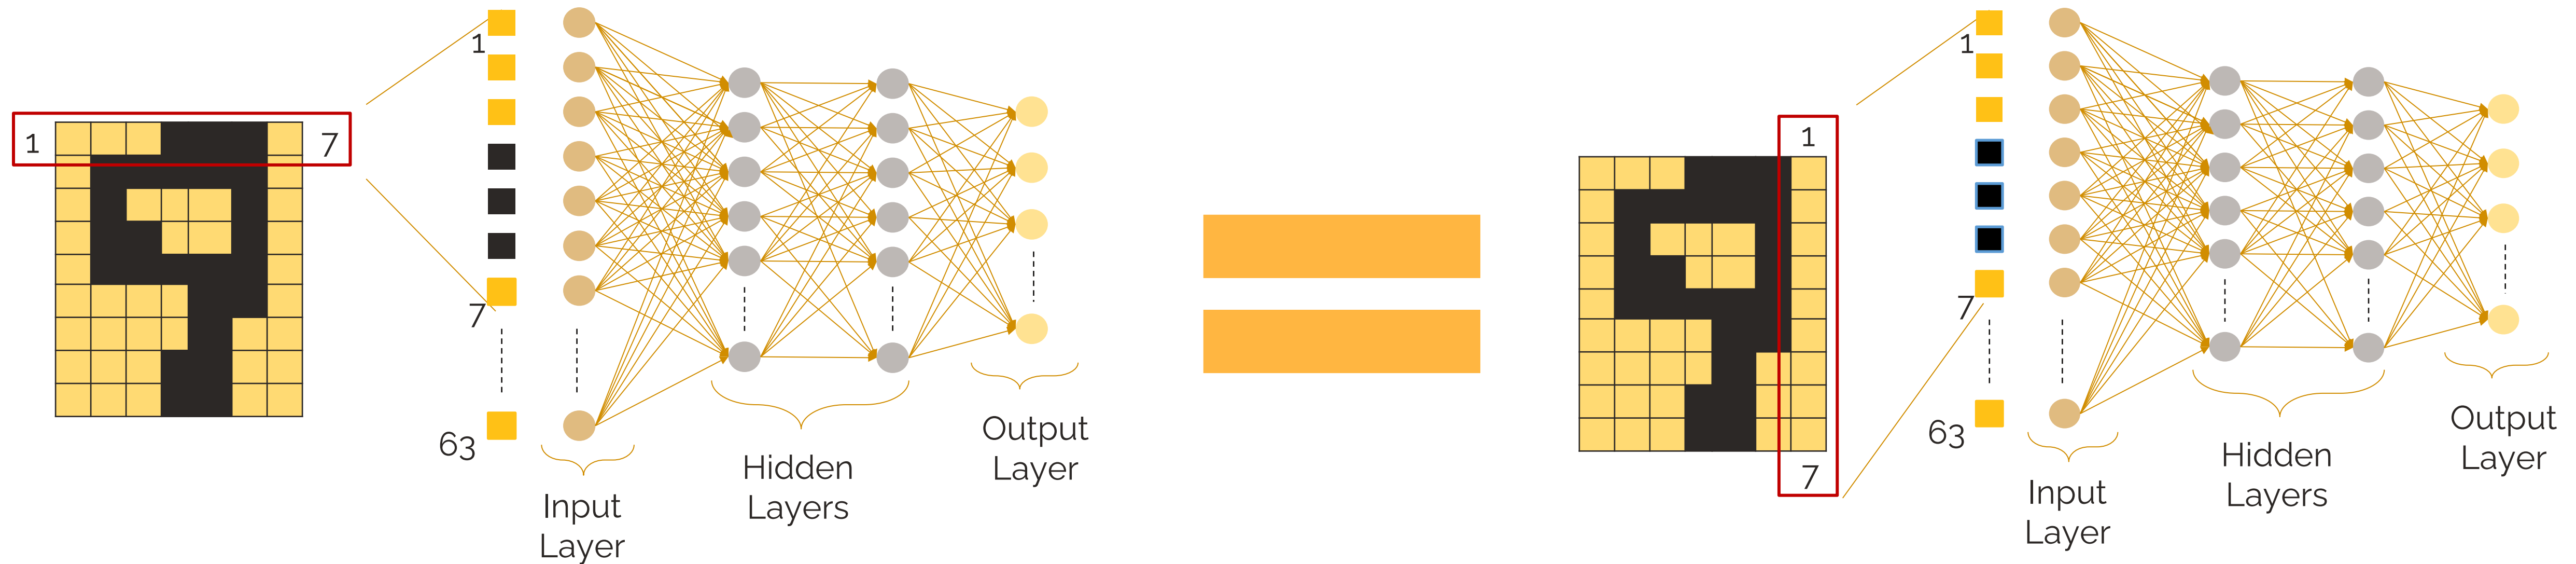 1
7
1
7
63
Input
Layer
Hidden
Layers
Output
Layer
1
7
1
7
63
Input
Layer
Hidden
Layers
Output
Layer